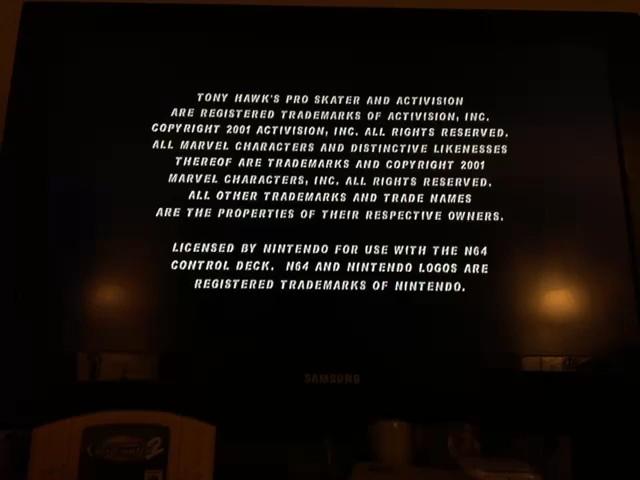 TONY HAWK'S PRO SKATER AND ACTIVISION
ARE REGISTERED TRADEMARKS OF ACTIVISION, INC.
COPYRIGHT 2001 ACTIVISION, INC. ALL RIGHTS RESERVED.
ALL MARVEL CHARACTERS AND DISTINCTIVE LIKENESSES
THEREOF ARE TRADEMARKS AND COPYRIGHT 2001
MARVEL CHARACTERS, INC. ALL RIGHTS RESERVED.
ALL OTHER TRADEMARKS AND TRADE NAMES
ARE THE PROPERTIES OF THEIR RESPECTIVE OWNERS.
LICENSED BY NINTENDO FOR USE WITH THE N64
CONTROL DECK. N64 AND NINTENDO LOGOS ARE
REGISTERED TRADEMARKS OF NINTENDO.
SAMSUNG
2